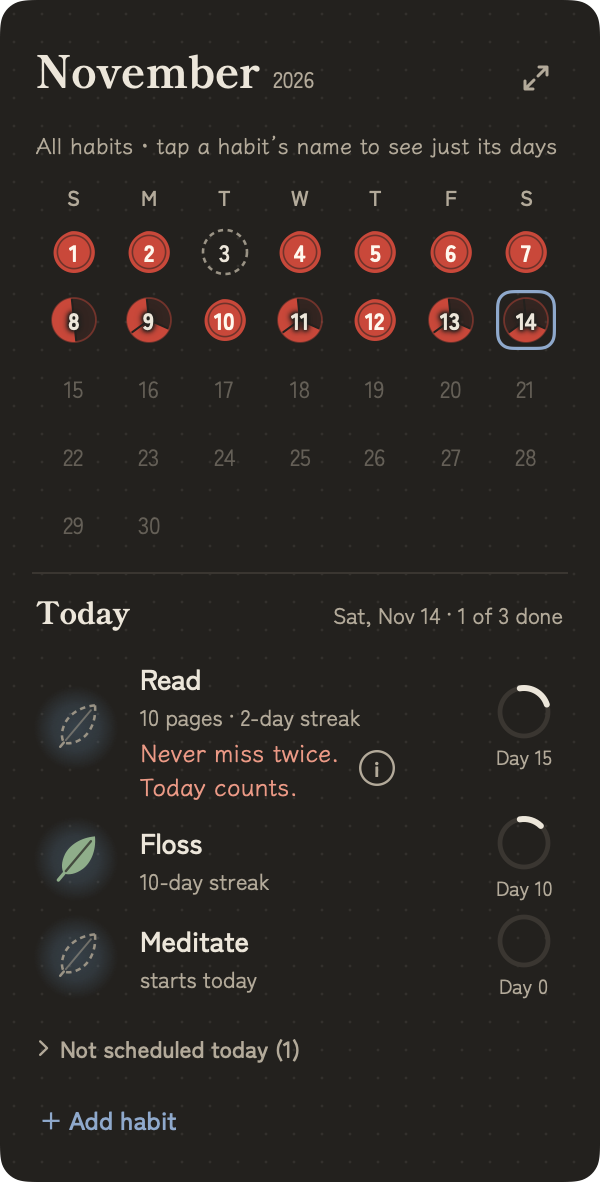 November 2026
All habits · tap a habit's name to see just its days
S M T W T F S
1 2 3 4 5 6 7
8 9 10 11 12 13 14
15 16 17 18 19 20 21
22 23 24 25 26 27 28
29 30
Today Sat, Nov 14 · 1 of 3 done
Read
10 pages · 2-day streak
Never miss twice.
Today counts.
i
Day 15
Floss
10-day streak
Day 10
Meditate
starts today
Day 0
Not scheduled today (1)
+ Add habit